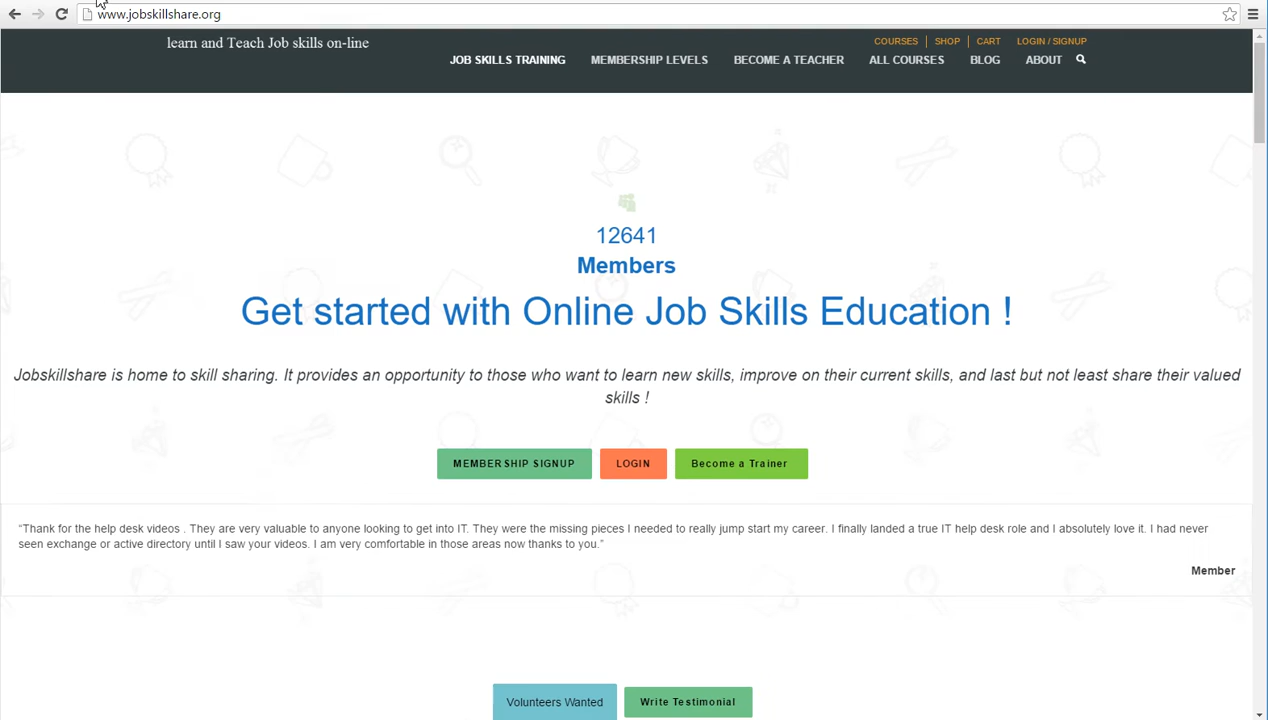 www.jobskillshare.org
learn and Teach Job skills on-line
COURSES SHOP CART LOGIN / SIGNUP
JOB SKILLS TRAINING MEMBERSHIP LEVELS BECOME A TEACHER ALL COURSES BLOG ABOUT
12641
Members
Get started with Online Job Skills Education !
Jobskillshare is home to skill sharing. It provides an opportunity to those who want to learn new skills, improve on their current skills, and last but not least share their valued
skills !
MEMBERSHIP SIGNUP LOGIN Become a Trainer
“Thank for the help desk videos . They are very valuable to anyone looking to get into IT. They were the missing pieces I needed to really jump start my career. I finally landed a true IT help desk role and I absolutely love it. I had never
seen exchange or active directory until I saw your videos. I am very comfortable in those areas now thanks to you.”
Member
Volunteers Wanted Write Testimonial